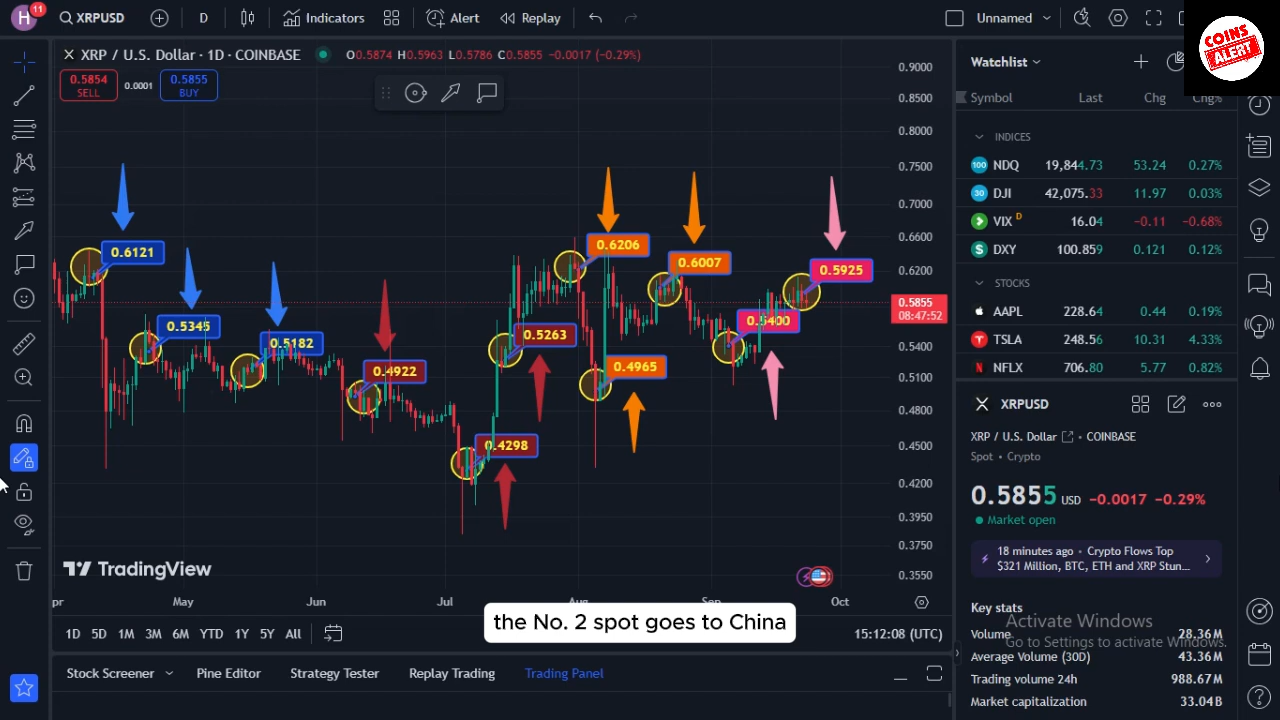 H
11
XRPUSD
D
Indicators
Alert
Replay
Unnamed
COINS
ALERT
XRP / U.S. Dollar · 1D · COINBASE
O0.5874 H0.5963 L0.5786 C0.5855 −0.0017 (−0.29%)
0.5854
SELL
0.0001
0.5855
BUY
0.9000
0.8500
0.8000
0.7500
0.7000
0.6600
0.6200
0.5855
08:47:52
0.5400
0.5100
0.4800
0.4500
0.4200
0.3950
0.3750
0.3550
0.6121
0.5345
0.5182
0.4922
0.4298
0.5263
0.6206
0.4965
0.6007
0.5400
0.5925
TradingView
pr
May
Jun
Jul
Aug
Sep
Oct
the No. 2 spot goes to China
1D 5D 1M 3M 6M YTD 1Y 5Y All
15:12:08 (UTC)
Stock Screener
Pine Editor
Strategy Tester
Replay Trading
Trading Panel
Watchlist
Symbol Last Chg Chg%
INDICES
100 NDQ 19,844.73 53.24 0.27%
30 DJI 42,075.33 11.97 0.03%
VIX D 16.04 −0.11 −0.68%
$ DXY 100.859 0.121 0.12%
STOCKS
AAPL 228.64 0.44 0.19%
TSLA 248.56 10.31 4.33%
NFLX 706.80 5.77 0.82%
XRPUSD
XRP / U.S. Dollar · COINBASE
Spot · Crypto
0.5855 USD −0.0017 −0.29%
Market open
18 minutes ago · Crypto Flows Top
$321 Million, BTC, ETH and XRP Stun...
Key stats
Activate Windows
Go to Settings to activate Windows.
Volume 28.36M
Average Volume (30D) 43.36M
Trading volume 24h 988.67M
Market capitalization 33.04B